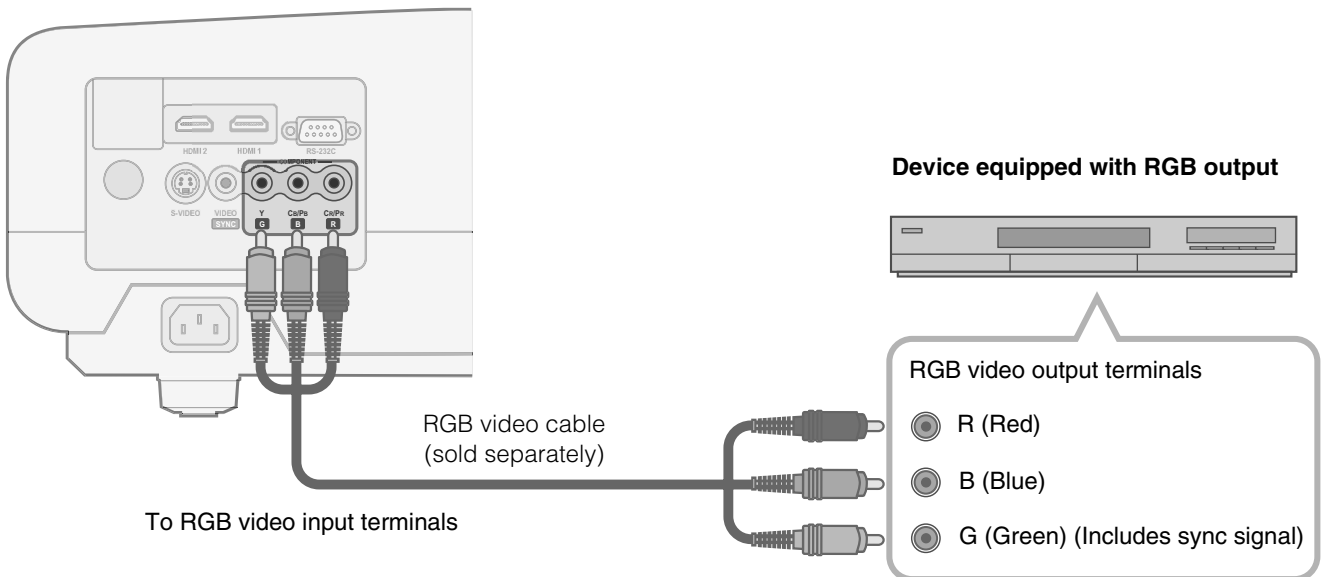 HDMI 2 HDMI 1 RS-232C
COMPONENT
S-VIDEO VIDEO Y CB/PB CR/PR
SYNC G B R
Device equipped with RGB output
RGB video output terminals
R (Red)
B (Blue)
G (Green) (Includes sync signal)
RGB video cable
(sold separately)
To RGB video input terminals